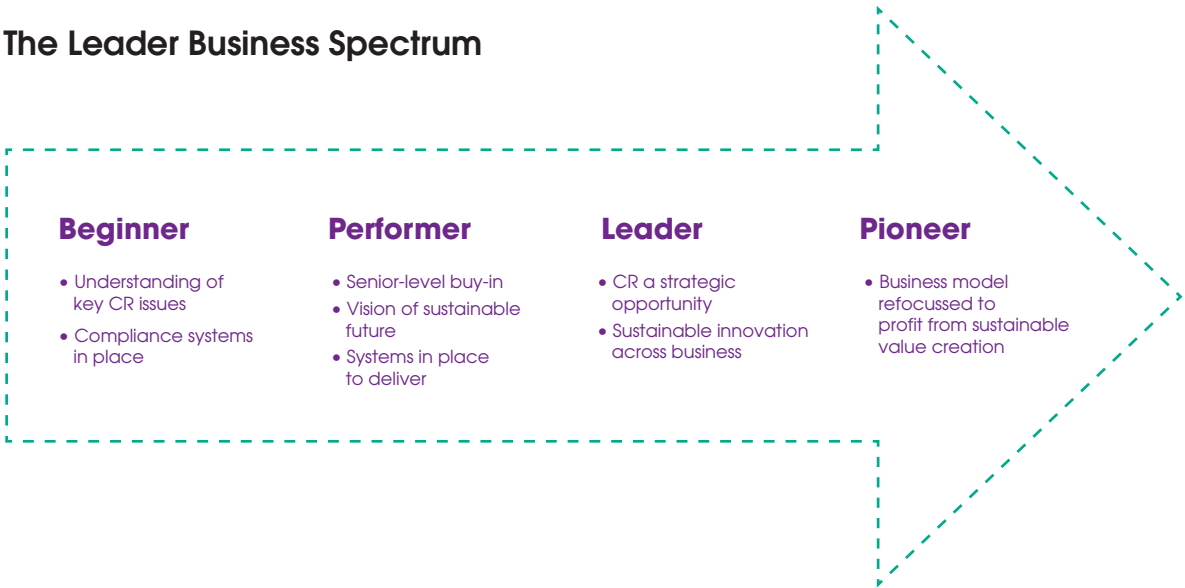 The Leader Business Spectrum
Beginner
• Understanding of
key CR issues
• Compliance systems
in place
Performer
• Senior-level buy-in
• Vision of sustainable
future
• Systems in place
to deliver
Leader
• CR a strategic
opportunity
• Sustainable innovation
across business
Pioneer
• Business model
refocussed to
profit from sustainable
value creation